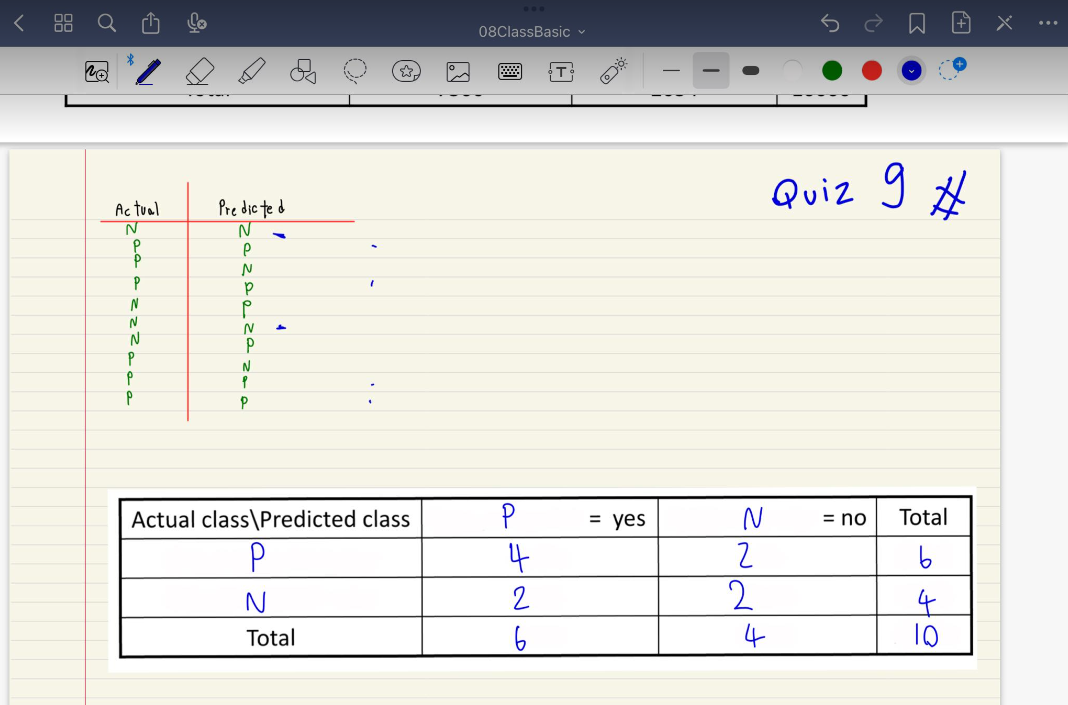 08ClassBasic
T
Quiz 9 #
Actual Predicted
N N
P P
P N
P P
N P
N N
N P
P N
P P
P P
Actual class\Predicted class P = yes N = no Total
P 4 2 6
N 2 2 4
Total 6 4 10